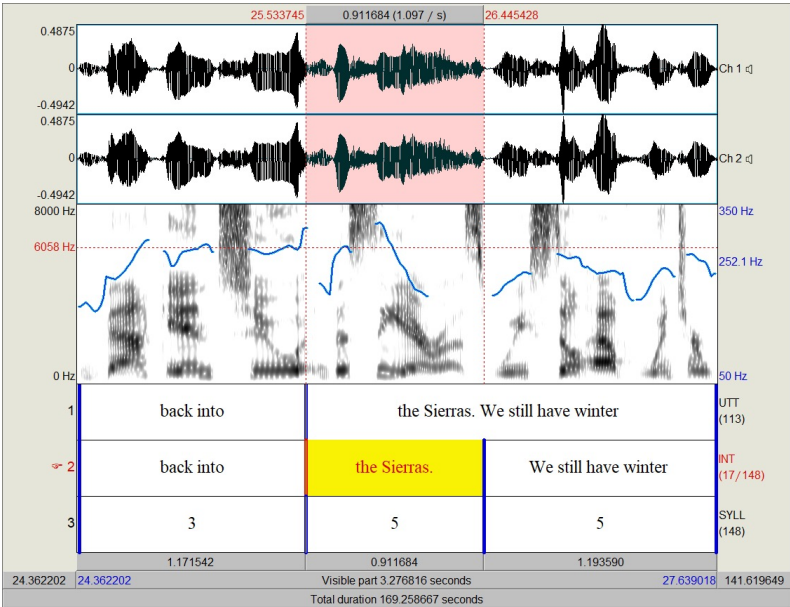 25.533745 0.911684 (1.097 / s) 26.445428
0.4875
0
-0.4942
Ch 1
0.4875
0
-0.4942
Ch 2
8000 Hz 350 Hz
6058 Hz 252.1 Hz
0 Hz 50 Hz
1 back into the Sierras. We still have winter UTT (113)
2 back into the Sierras. We still have winter INT (17/148)
3 3 5 5 SYLL (148)
1.171542 0.911684 1.193590
24.362202 24.362202 Visible part 3.276816 seconds 27.639018 141.619649
Total duration 169.258667 seconds